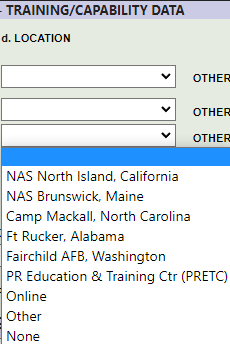 - TRAINING/CAPABILITY DATA
d. LOCATION
OTHER
OTHER
OTHER
NAS North Island, California
NAS Brunswick, Maine
Camp Mackall, North Carolina
Ft Rucker, Alabama
Fairchild AFB, Washington
PR Education & Training Ctr (PRETC)
Online
Other
None